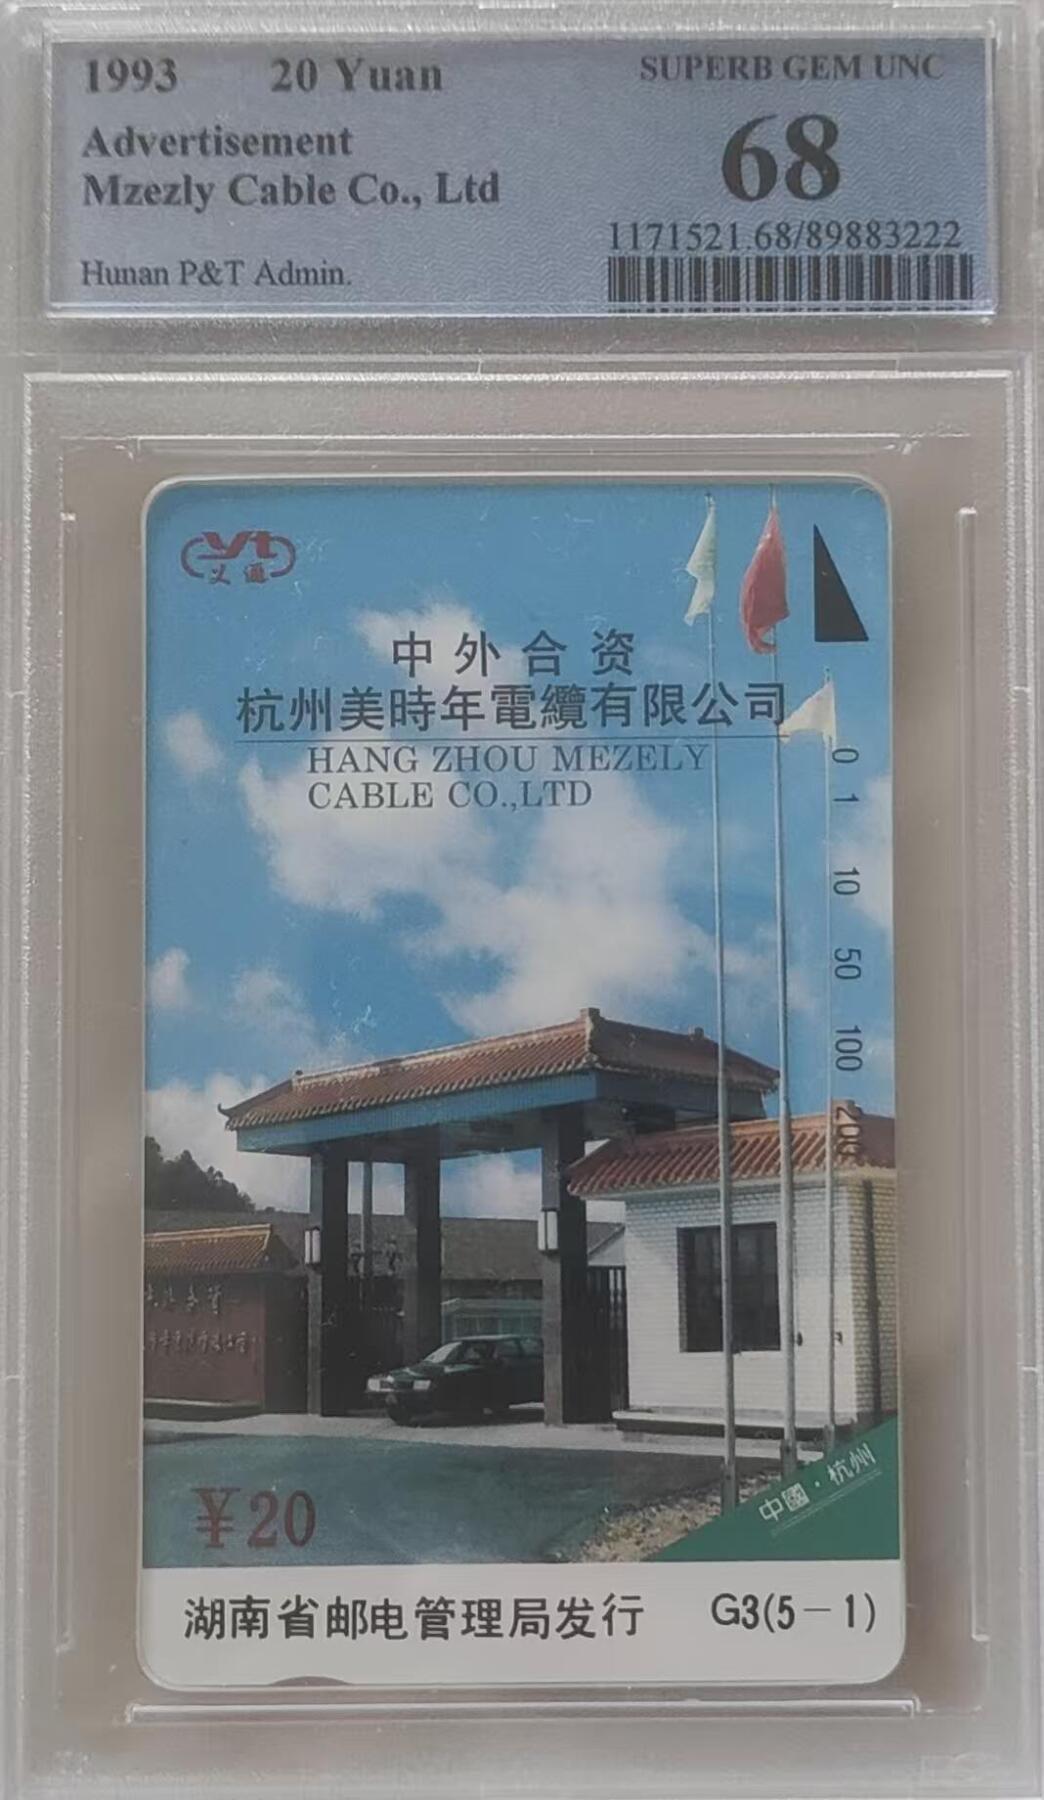 1993 20 Yuan SUPERB GEM UNC
Advertisement 68
Mzezly Cable Co., Ltd
1171521.68/89883222
Hunan P&T Admin.
Yt
义通
中外合资
杭州美時年電纜有限公司
HANG ZHOU MEZELY
CABLE CO.,LTD
0
1
10
50
100
200
中國·杭州
¥20
湖南省邮电管理局发行 G3(5-1)